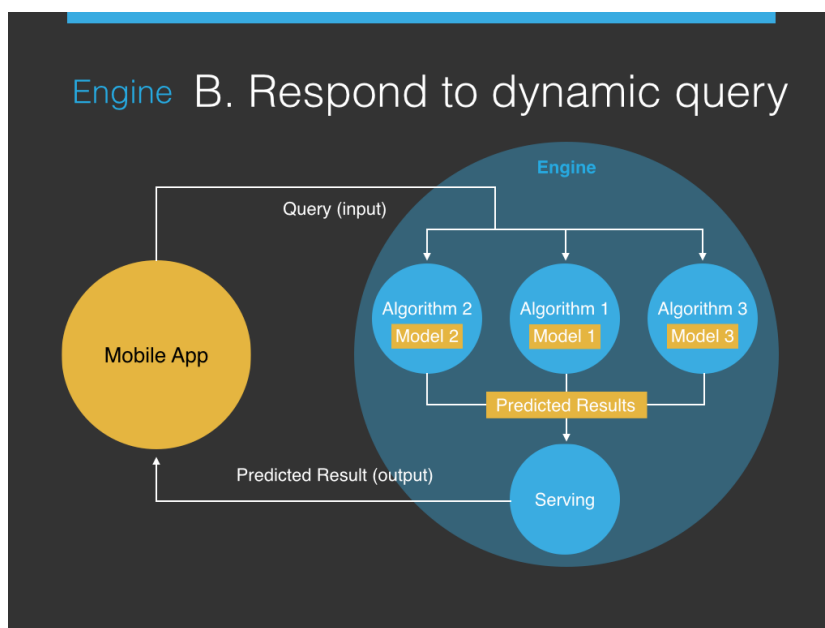 Engine B. Respond to dynamic query
Engine
Query (input)
Algorithm 2
Model 2
Algorithm 1
Model 1
Algorithm 3
Model 3
Mobile App
Predicted Results
Predicted Result (output)
Serving